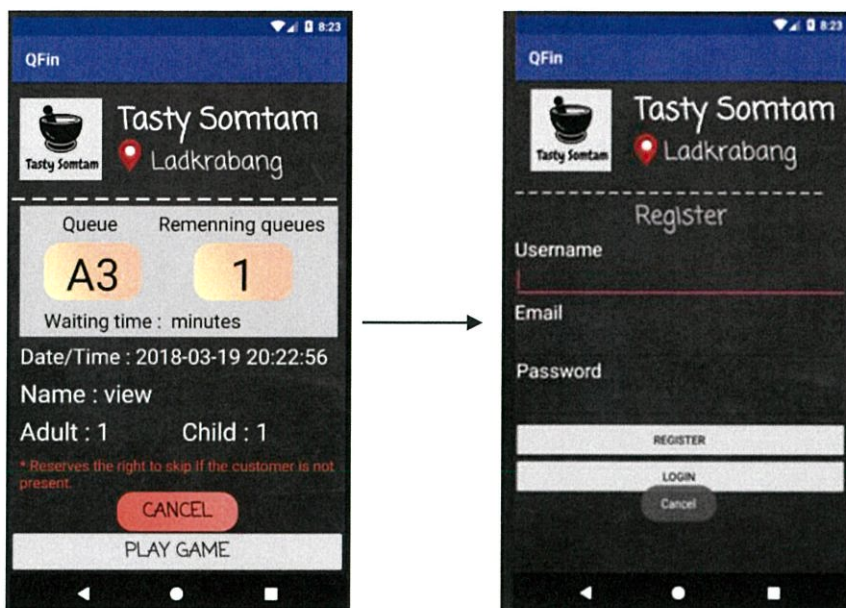 8:23
QFin
Tasty Somtam
Tasty Somtam
Ladkrabang
Queue Remenning queues
A3 1
Waiting time : minutes
Date/Time : 2018-03-19 20:22:56
Name : view
Adult : 1 Child : 1
* Reserves the right to skip If the customer is not
present.
CANCEL
PLAY GAME
8:23
QFin
Tasty Somtam
Tasty Somtam
Ladkrabang
Register
Username
Email
Password
REGISTER
LOGIN
Cancel